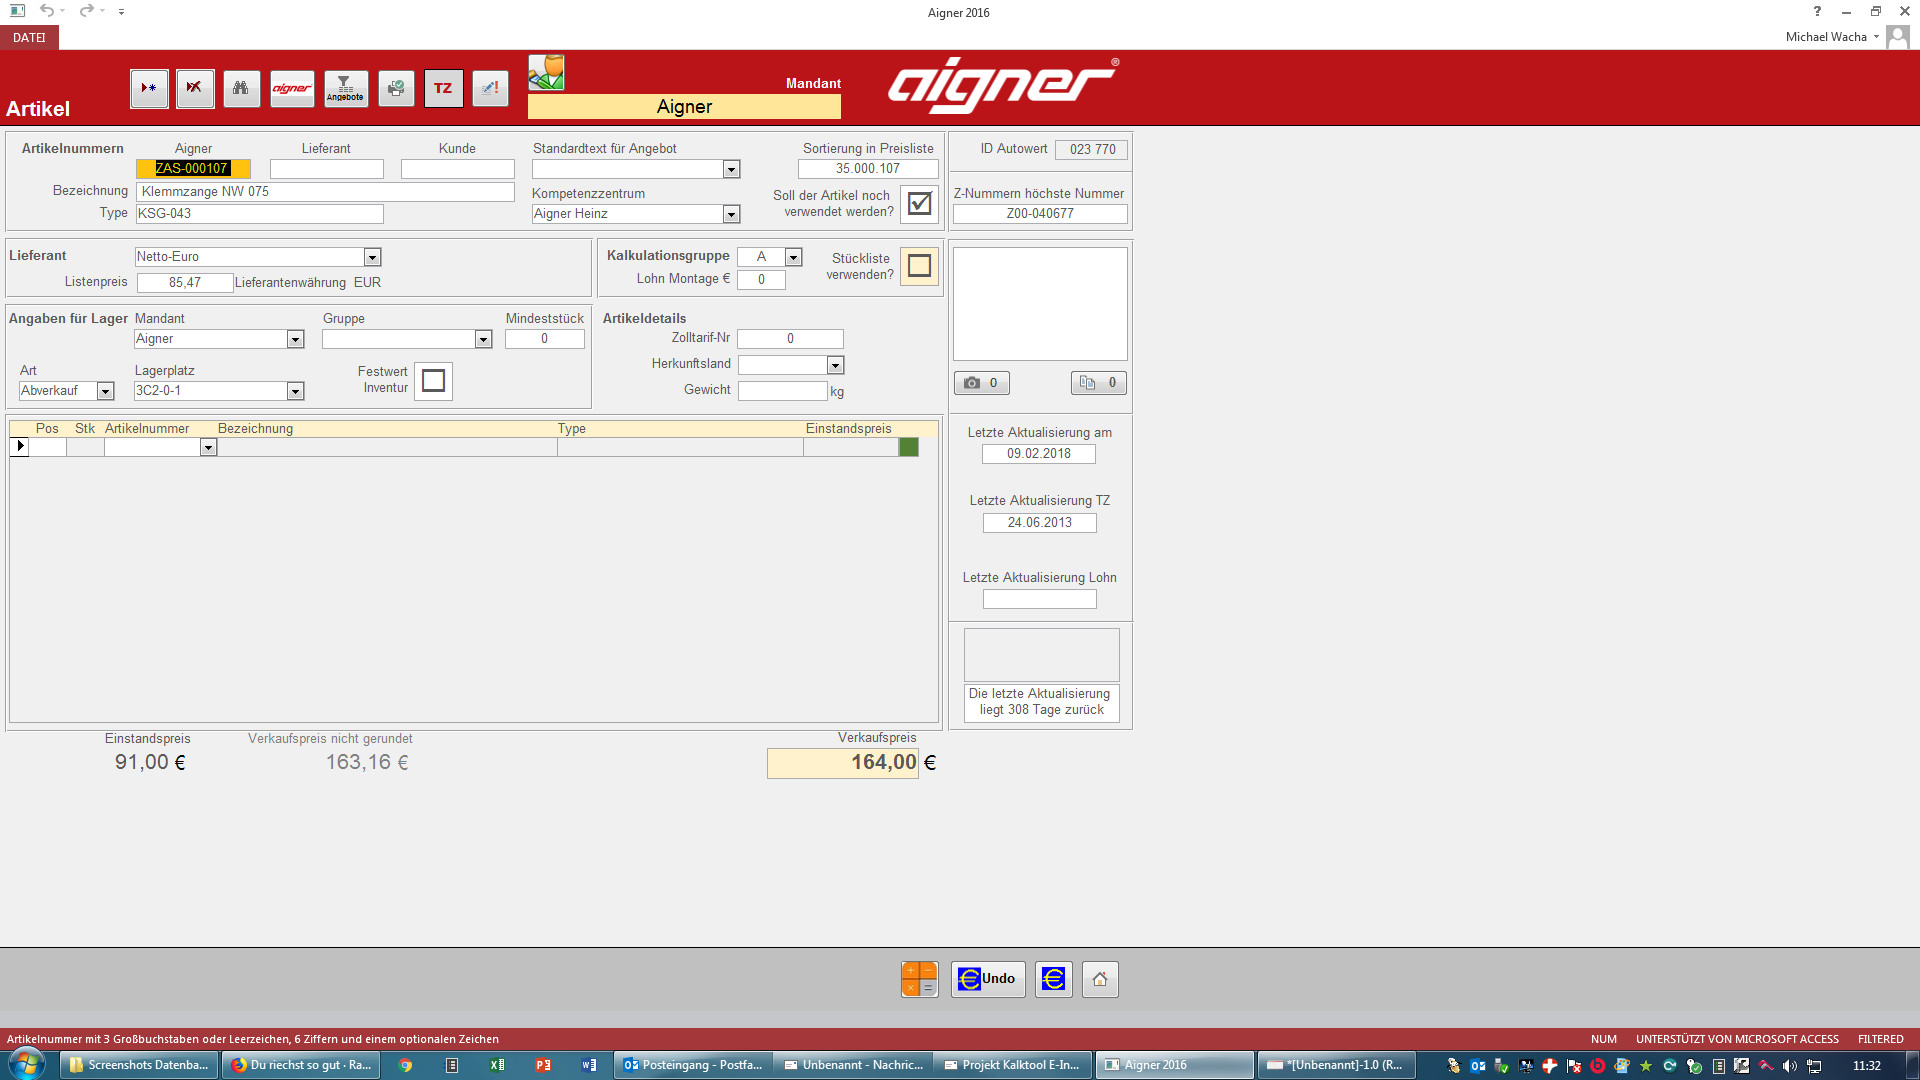 Aigner 2016
?
DATEI
Michael Wacha
Artikel
aigner
Angebote
TZ
Mandant
Aigner
aigner®
Artikelnummern Aigner Lieferant Kunde Standardtext für Angebot Sortierung in Preisliste
ZAS-000107 35.000.107
Bezeichnung Klemmzange NW 075 Kompetenzzentrum Soll der Artikel noch verwendet werden?
Type KSG-043 Aigner Heinz
ID Autowert 023 770
Z-Nummern höchste Nummer
Z00-040677
Lieferant Netto-Euro
Listenpreis 85,47 Lieferantenwährung EUR
Kalkulationsgruppe A
Lohn Montage € 0
Stückliste
verwenden?
Angaben für Lager Mandant Gruppe Mindeststück
Aigner 0
Art Lagerplatz Festwert
Inventur
Abverkauf 3C2-0-1
Artikeldetails
Zolltarif-Nr 0
Herkunftsland
Gewicht kg
0 0
Pos Stk Artikelnummer Bezeichnung Type Einstandspreis
Letzte Aktualisierung am
09.02.2018
Letzte Aktualisierung TZ
24.06.2013
Letzte Aktualisierung Lohn
Die letzte Aktualisierung
liegt 308 Tage zurück
Einstandspreis Verkaufspreis nicht gerundet Verkaufspreis
91,00 € 163,16 € 164,00 €
€ Undo €
Artikelnummer mit 3 Großbuchstaben oder Leerzeichen, 6 Ziffern und einem optionalen Zeichen NUM UNTERSTÜTZT VON MICROSOFT ACCESS FILTERED
Screenshots Datenba... Du riechst so gut · Ra... Posteingang - Postfa... Unbenannt - Nachric... Projekt Kalktool E-In... Aigner 2016 *[Unbenannt]-1.0 (R... 11:32